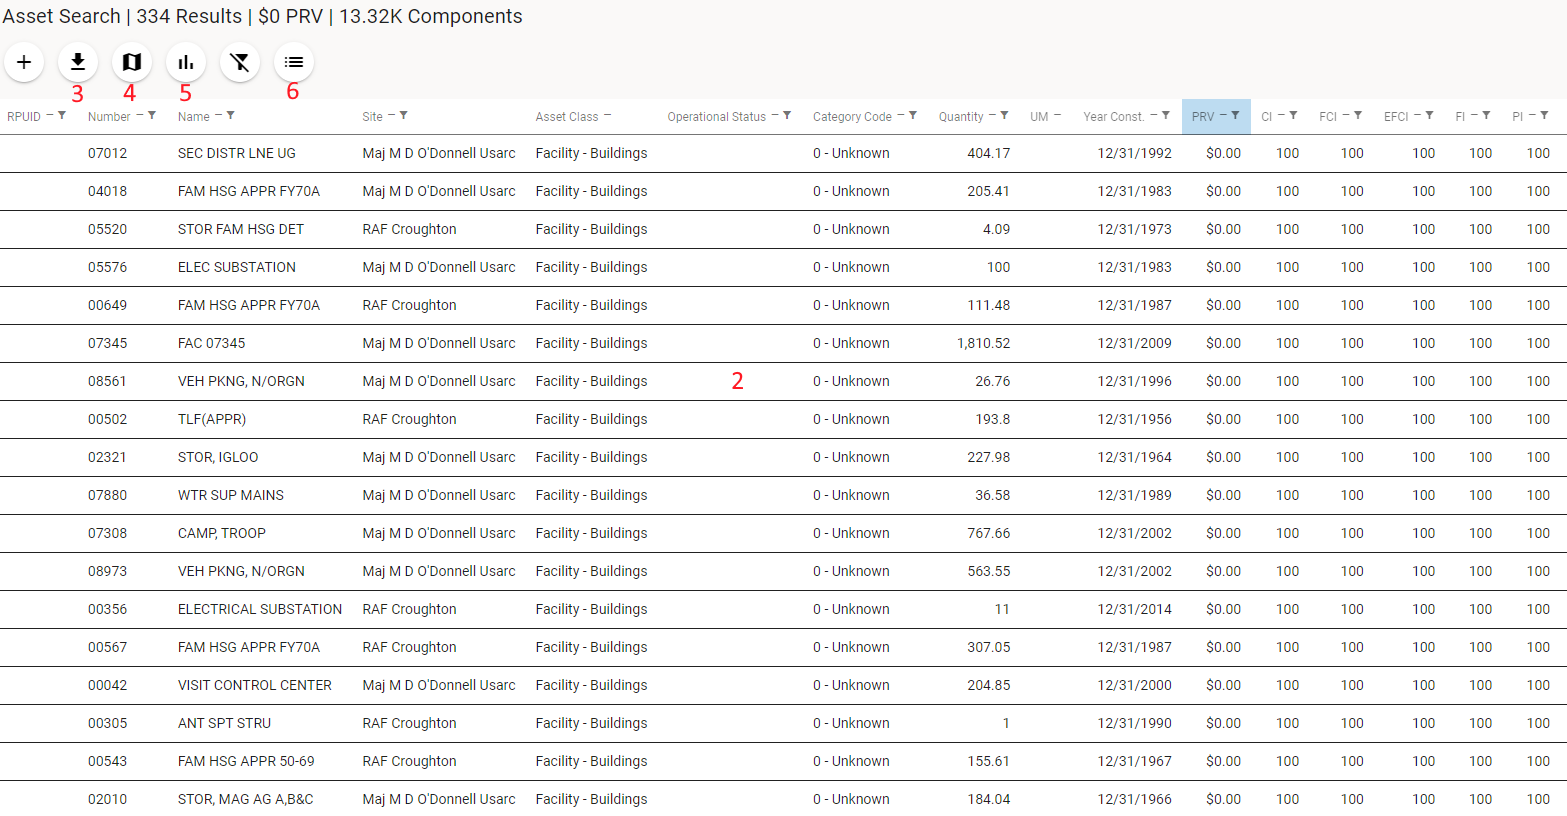 Asset Search | 334 Results | $0 PRV | 13.32K Components
3 4 5 6
RPUID Number Name Site Asset Class Operational Status Category Code Quantity UM Year Const. PRV CI FCI EFCI FI PI
07012 SEC DISTR LNE UG Maj M D O'Donnell Usarc Facility - Buildings 0 - Unknown 404.17 12/31/1992 $0.00 100 100 100 100 100
04018 FAM HSG APPR FY70A Maj M D O'Donnell Usarc Facility - Buildings 0 - Unknown 205.41 12/31/1983 $0.00 100 100 100 100 100
05520 STOR FAM HSG DET RAF Croughton Facility - Buildings 0 - Unknown 4.09 12/31/1973 $0.00 100 100 100 100 100
05576 ELEC SUBSTATION Maj M D O'Donnell Usarc Facility - Buildings 0 - Unknown 100 12/31/1983 $0.00 100 100 100 100 100
00649 FAM HSG APPR FY70A RAF Croughton Facility - Buildings 0 - Unknown 111.48 12/31/1987 $0.00 100 100 100 100 100
07345 FAC 07345 Maj M D O'Donnell Usarc Facility - Buildings 0 - Unknown 1,810.52 12/31/2009 $0.00 100 100 100 100 100
08561 VEH PKNG, N/ORGN Maj M D O'Donnell Usarc Facility - Buildings 2 0 - Unknown 26.76 12/31/1996 $0.00 100 100 100 100 100
00502 TLF(APPR) RAF Croughton Facility - Buildings 0 - Unknown 193.8 12/31/1956 $0.00 100 100 100 100 100
02321 STOR, IGLOO Maj M D O'Donnell Usarc Facility - Buildings 0 - Unknown 227.98 12/31/1964 $0.00 100 100 100 100 100
07880 WTR SUP MAINS Maj M D O'Donnell Usarc Facility - Buildings 0 - Unknown 36.58 12/31/1989 $0.00 100 100 100 100 100
07308 CAMP, TROOP Maj M D O'Donnell Usarc Facility - Buildings 0 - Unknown 767.66 12/31/2002 $0.00 100 100 100 100 100
08973 VEH PKNG, N/ORGN Maj M D O'Donnell Usarc Facility - Buildings 0 - Unknown 563.55 12/31/2002 $0.00 100 100 100 100 100
00356 ELECTRICAL SUBSTATION RAF Croughton Facility - Buildings 0 - Unknown 11 12/31/2014 $0.00 100 100 100 100 100
00567 FAM HSG APPR FY70A RAF Croughton Facility - Buildings 0 - Unknown 307.05 12/31/1987 $0.00 100 100 100 100 100
00042 VISIT CONTROL CENTER Maj M D O'Donnell Usarc Facility - Buildings 0 - Unknown 204.85 12/31/2000 $0.00 100 100 100 100 100
00305 ANT SPT STRU RAF Croughton Facility - Buildings 0 - Unknown 1 12/31/1990 $0.00 100 100 100 100 100
00543 FAM HSG APPR 50-69 RAF Croughton Facility - Buildings 0 - Unknown 155.61 12/31/1967 $0.00 100 100 100 100 100
02010 STOR, MAG AG A,B&C Maj M D O'Donnell Usarc Facility - Buildings 0 - Unknown 184.04 12/31/1966 $0.00 100 100 100 100 100